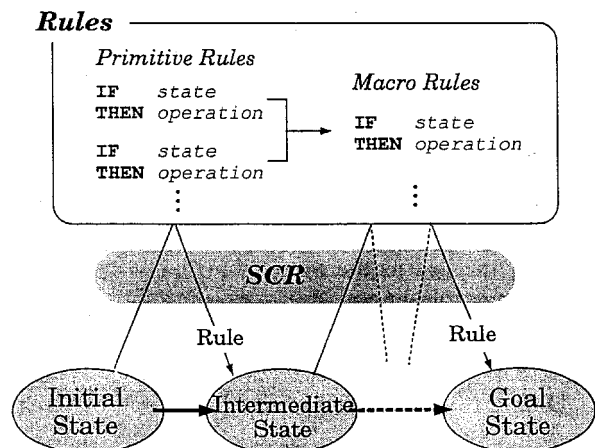 Rules
Primitive Rules
IF state
THEN operation
IF state
THEN operation
Macro Rules
IF state
THEN operation
SCR
Rule
Rule
Initial
State
Intermediate
State
Goal
State